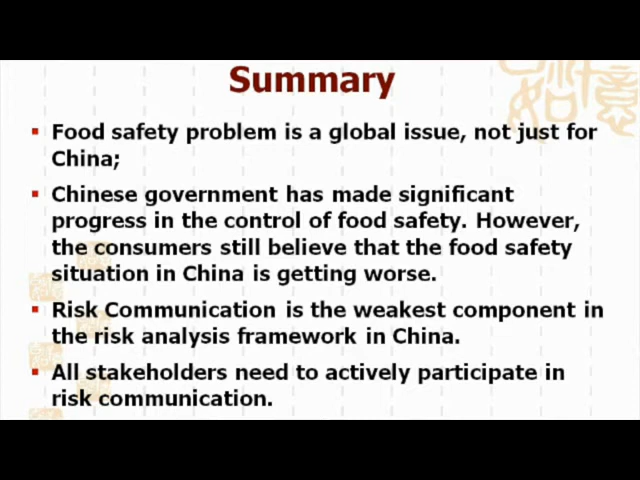 Summary
▪ Food safety problem is a global issue, not just for
China;
▪ Chinese government has made significant
progress in the control of food safety. However,
the consumers still believe that the food safety
situation in China is getting worse.
▪ Risk Communication is the weakest component in
the risk analysis framework in China.
▪ All stakeholders need to actively participate in
risk communication.